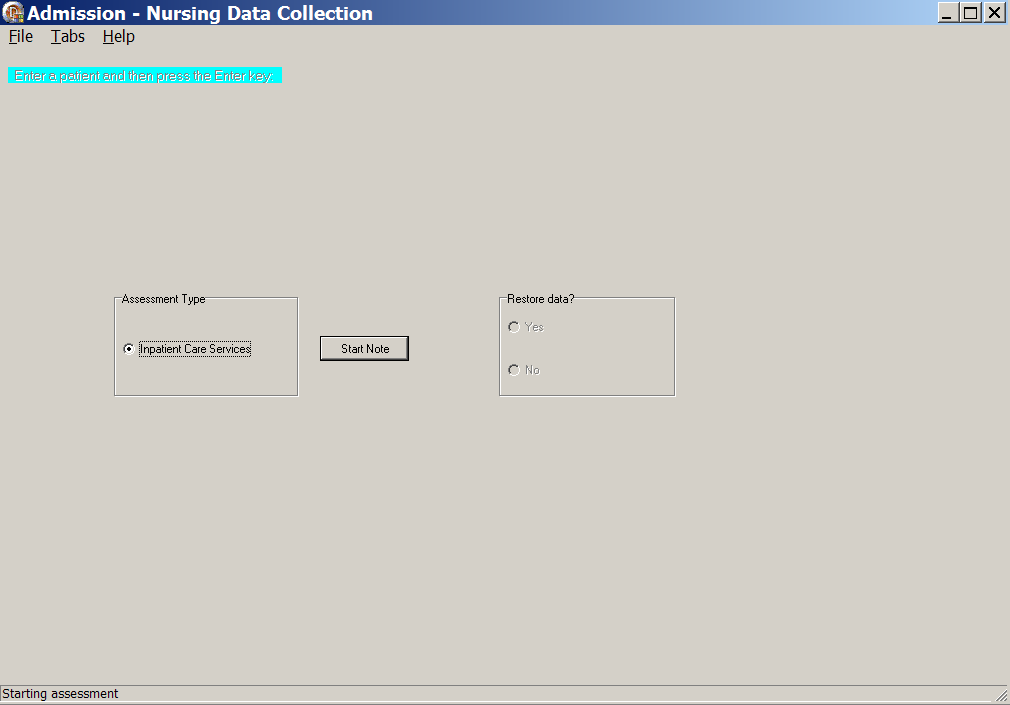 Admission - Nursing Data Collection
File Tabs Help
Enter a patient and then press the Enter key:
Assessment Type
Inpatient Care Services
Start Note
Restore data?
Yes
No
Starting assessment